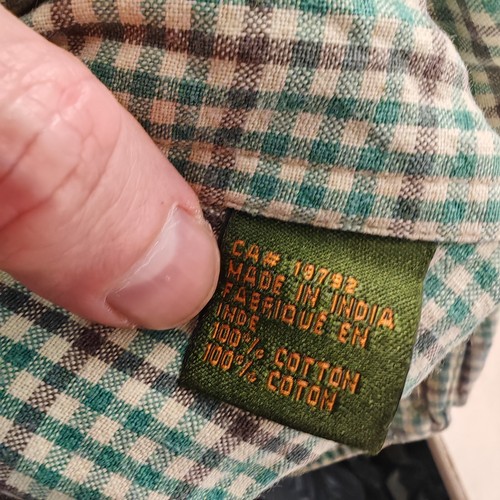 CA# 19792
MADE IN INDIA
FABRIQUE EN
INDE
100% COTTON
100% COTON